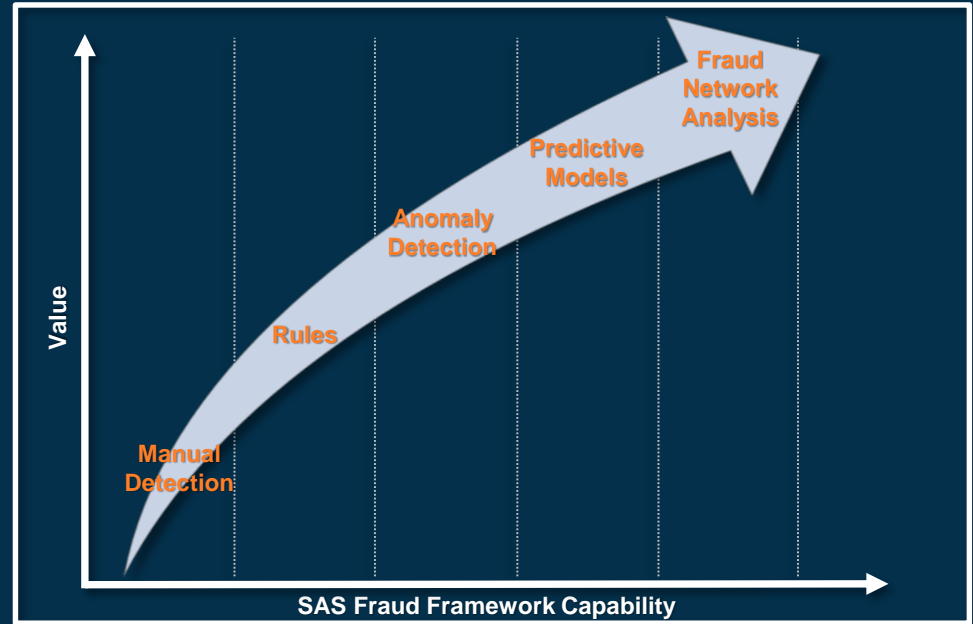 Fraud
Network
Analysis
Predictive
Models
Anomaly
Detection
Rules
Manual
Detection
Value
SAS Fraud Framework Capability